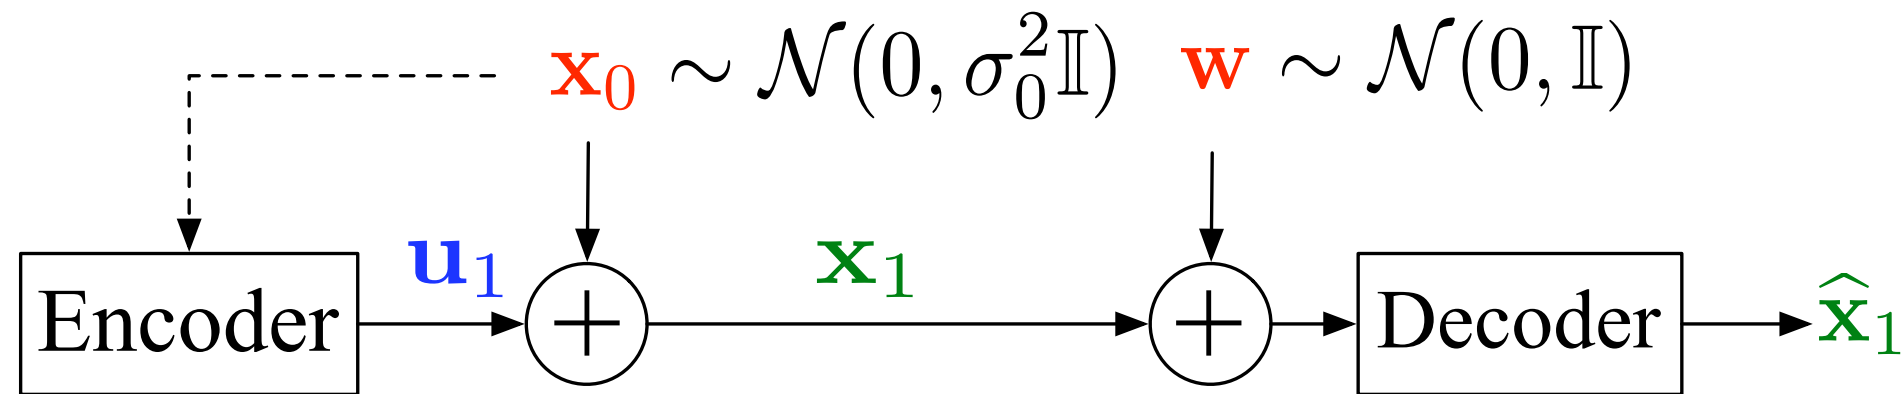 x₀ ∼ 𝒩(0, σ₀²𝕀) w ∼ 𝒩(0, 𝕀)
u₁ x₁
Encoder + + Decoder x̂₁